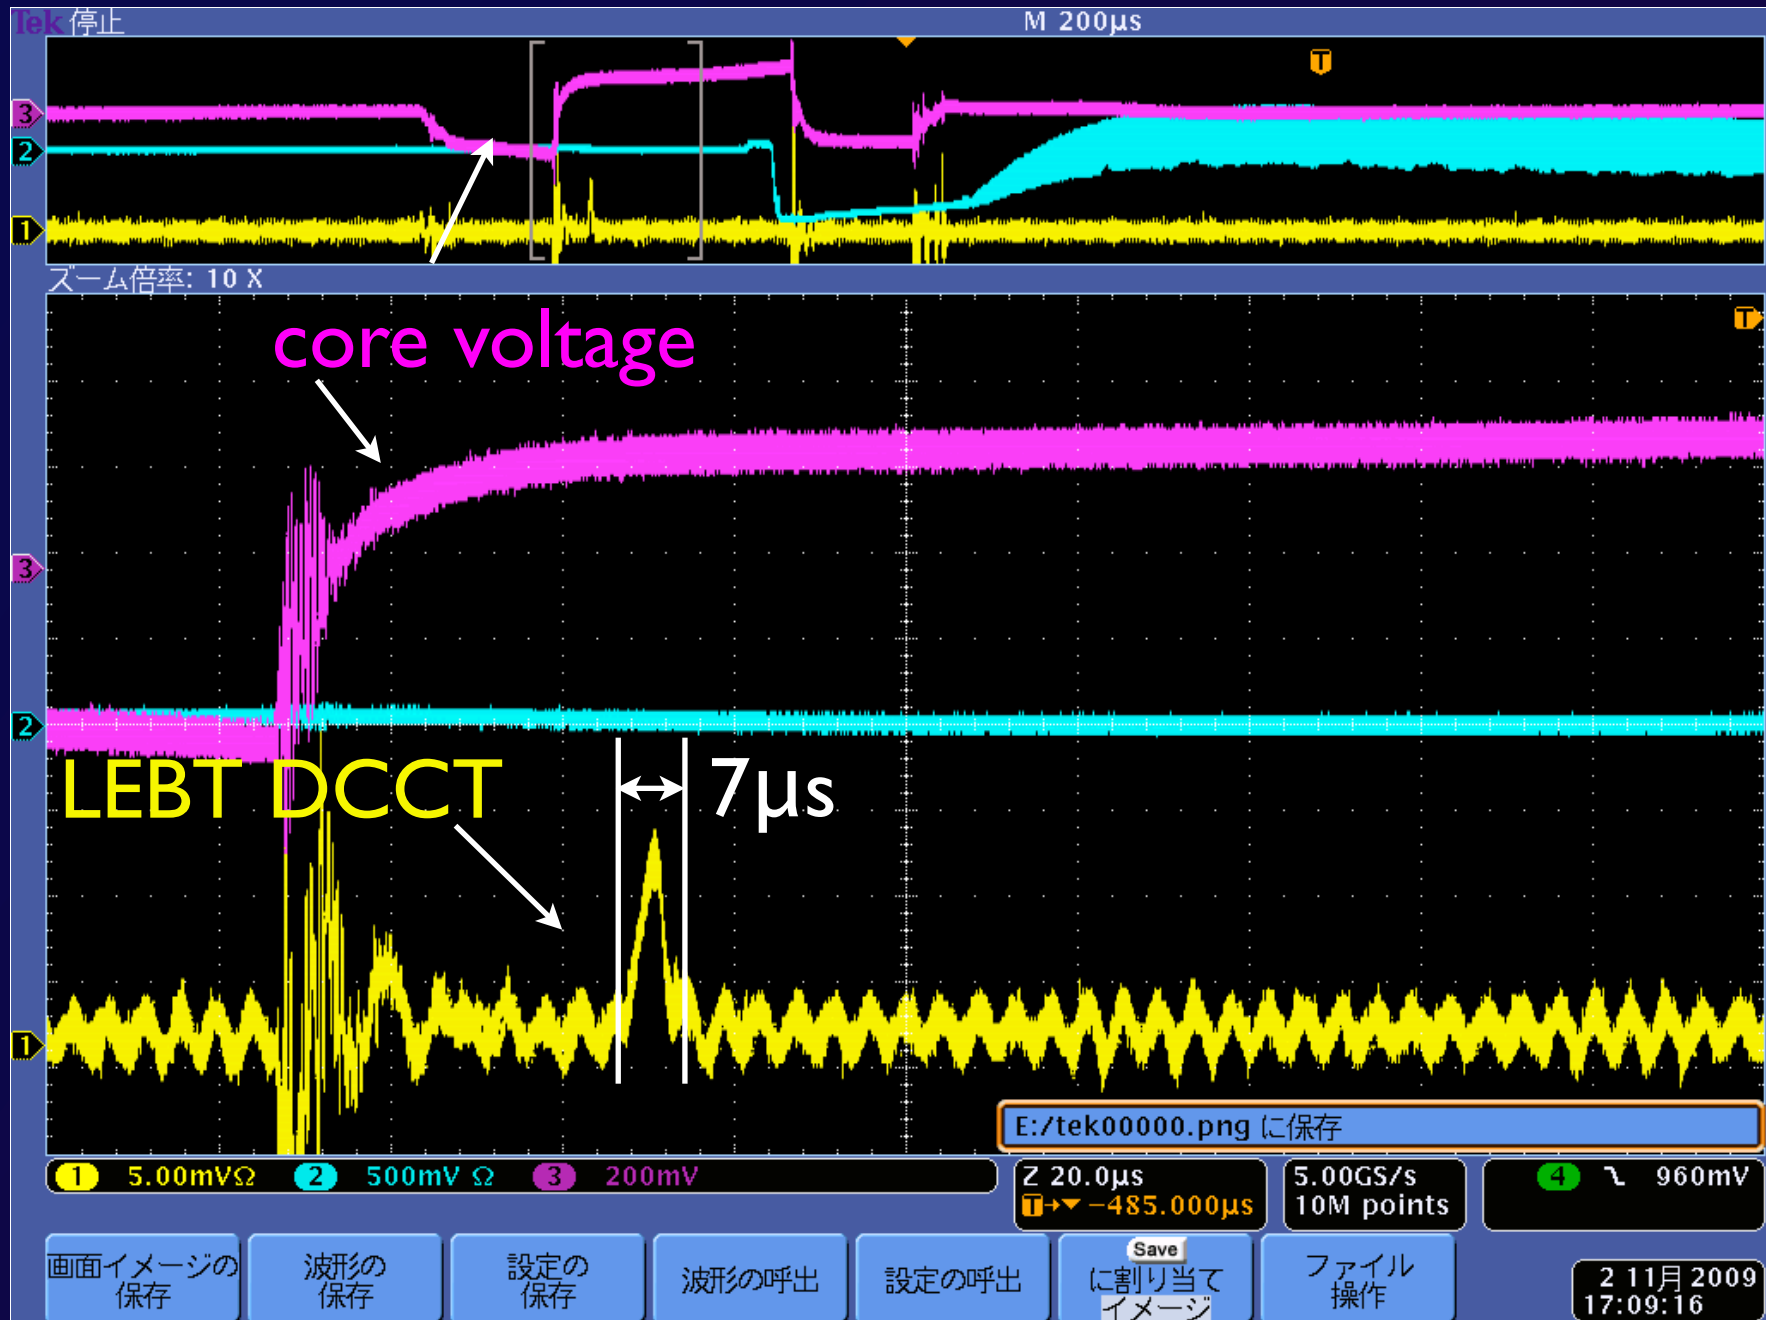 Tek 停止
M 200µs
T
3
2
1
ズーム倍率: 10 X
T
core voltage
3
2
LEBT DCCT
7µs
1
E:/tek00000.png に保存
1 5.00mVΩ 2 500mV Ω 3 200mV
Z 20.0µs
T→▼ −485.000µs
5.00GS/s
10M points
4 960mV
画面イメージの
保存
波形の
保存
設定の
保存
波形の呼出
設定の呼出
Save
に割り当て
イメージ
ファイル
操作
2 11月 2009
17:09:16